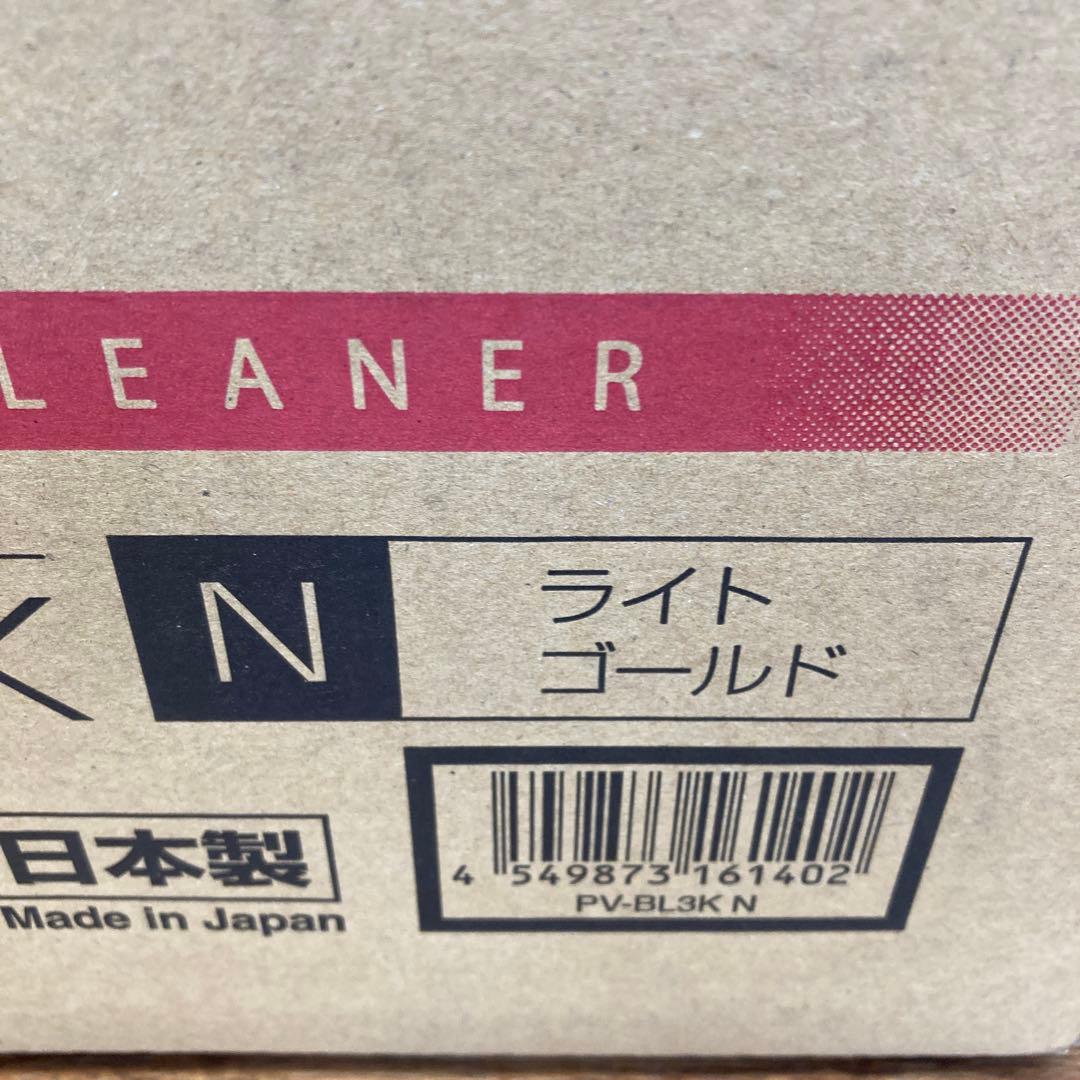 LEANER
K N
ライト
ゴールド
日本製
Made in Japan
4 549873 161402
PV-BL3K N